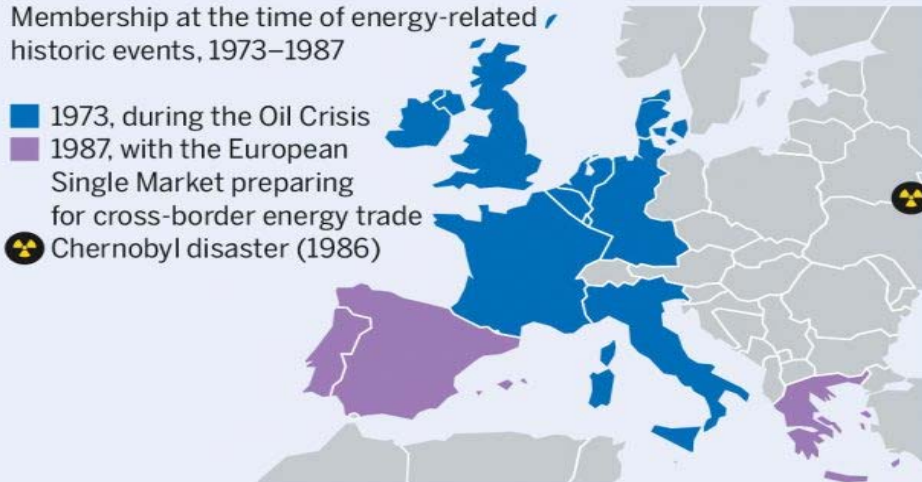 Membership at the time of energy-related
historic events, 1973–1987
1973, during the Oil Crisis
1987, with the European
Single Market preparing
for cross-border energy trade
Chernobyl disaster (1986)